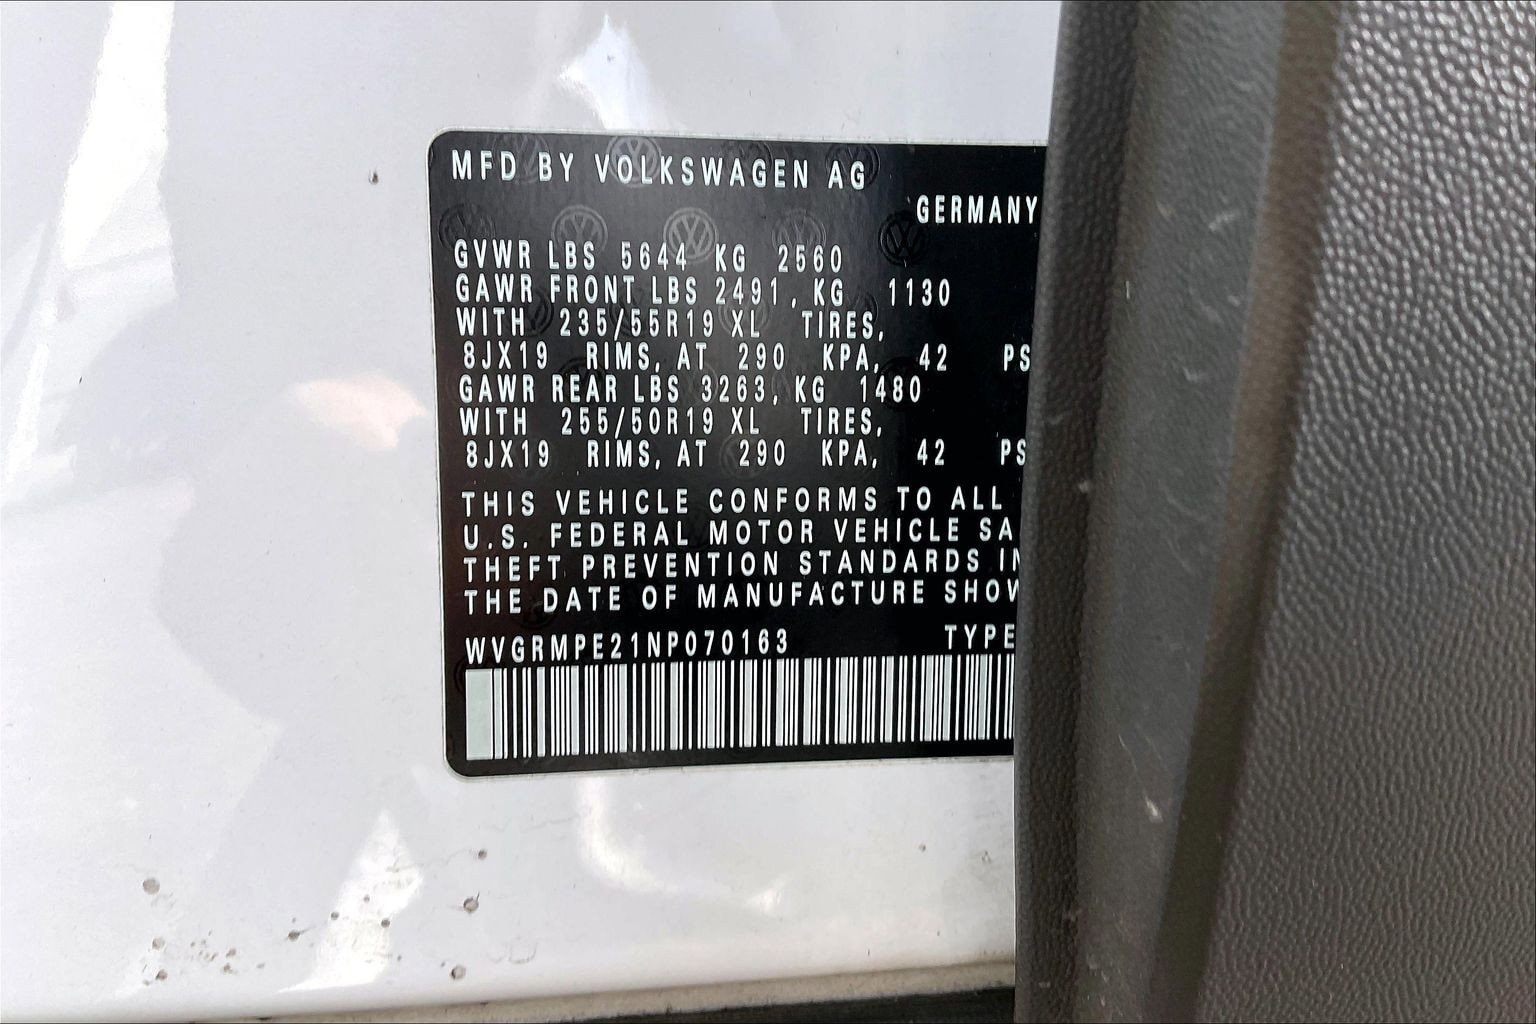 MFD BY VOLKSWAGEN AG
GERMANY
GVWR LBS 5644 KG 2560
GAWR FRONT LBS 2491, KG 1130
WITH 235/55R19 XL TIRES,
8JX19 RIMS, AT 290 KPA, 42 PS
GAWR REAR LBS 3263, KG 1480
WITH 255/50R19 XL TIRES,
8JX19 RIMS, AT 290 KPA, 42 PS
THIS VEHICLE CONFORMS TO ALL
U.S. FEDERAL MOTOR VEHICLE SA
THEFT PREVENTION STANDARDS IN
THE DATE OF MANUFACTURE SHOW
WVGRMPE21NP070163 TYPE